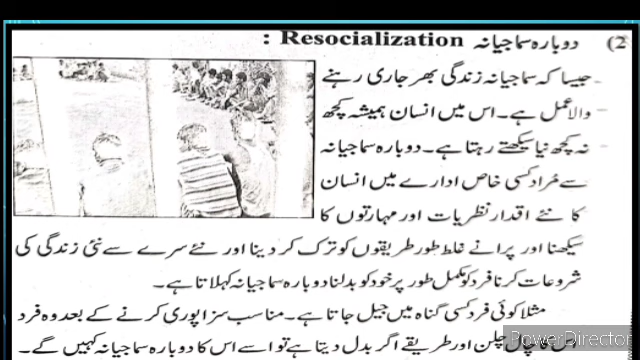 2) دوبارہ سماجیانہ Resocialization :
جیسا کہ سماجیانہ زندگی بھر جاری رہنے
والا عمل ہے۔ اس میں انسان ہمیشہ کچھ
نہ کچھ نیا سیکھتے رہتا ہے۔ دوبارہ سماجیانہ
سے مُراد کسی خاص ادارے میں انسان
کا نئے اقدار نظریات اور مہارتوں کا
سیکھنا اور پرانے غلط طور طریقوں کو ترک کر دینا اور نئے سرے سے نئی زندگی کی
شروعات کرنا فرد کو مکمل طور پر خود کو بدلنا دوبارہ سماجیانہ کہلاتا ہے۔
مثلا کوئی فرد کسی گناہ میں جیل جاتا ہے۔ مناسب سزا پوری کرنے کے بعد وہ فرد
چال چلن اور طریقے اگر بدل دیتا ہے تو اسے اس کا دوبارہ سماجیانہ کہیں گے۔
PowerDirector